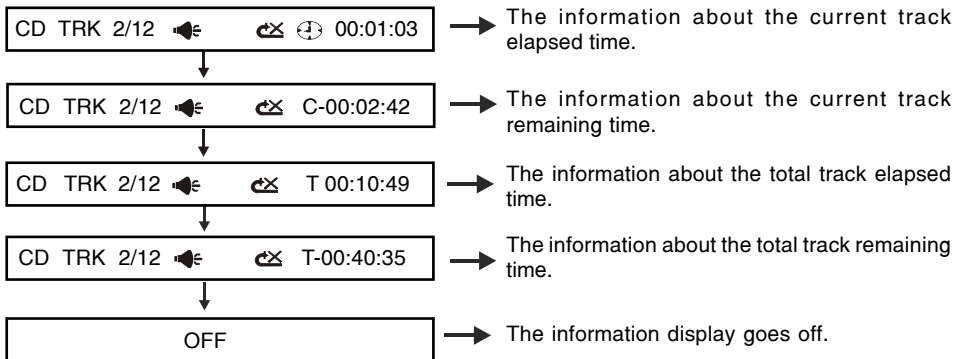 CD TRK 2/12 00:01:03
The information about the current track
elapsed time.
CD TRK 2/12 C-00:02:42
The information about the current track
remaining time.
CD TRK 2/12 T 00:10:49
The information about the total track elapsed
time.
CD TRK 2/12 T-00:40:35
The information about the total track remaining
time.
OFF
The information display goes off.